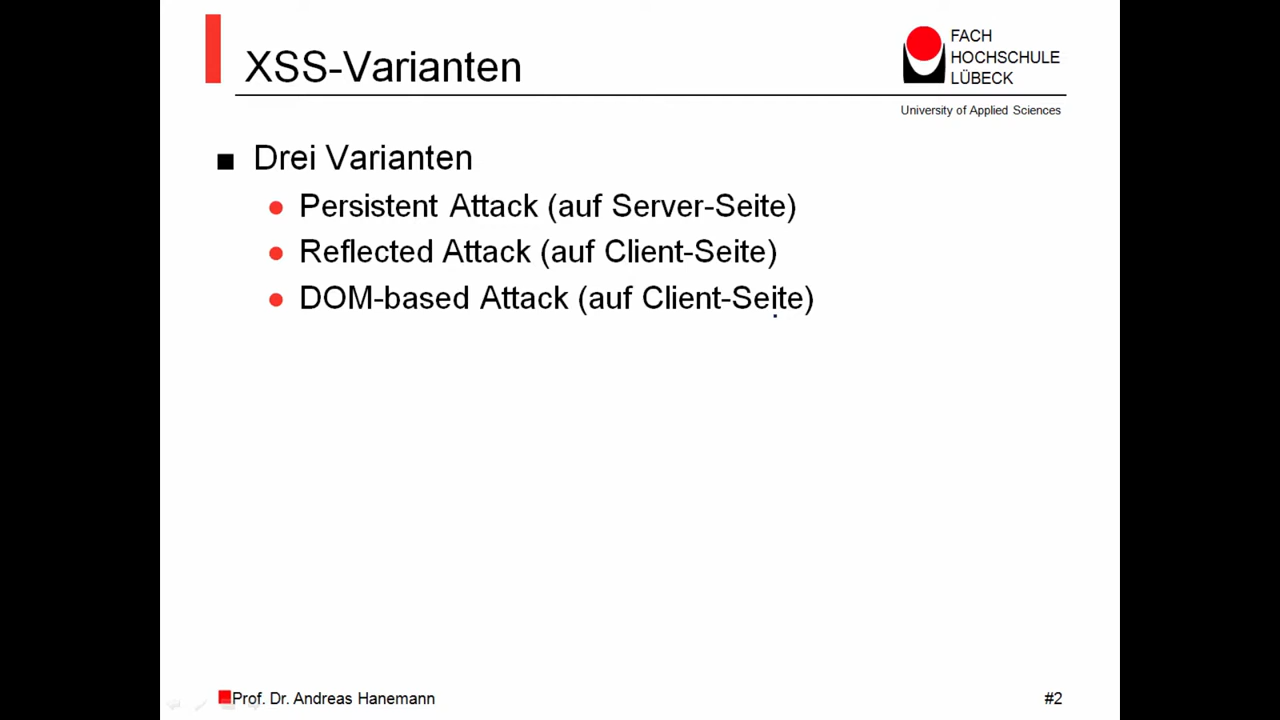 XSS-Varianten
FACH
HOCHSCHULE
LÜBECK
University of Applied Sciences
Drei Varianten
Persistent Attack (auf Server-Seite)
Reflected Attack (auf Client-Seite)
DOM-based Attack (auf Client-Seite)
Prof. Dr. Andreas Hanemann
#2